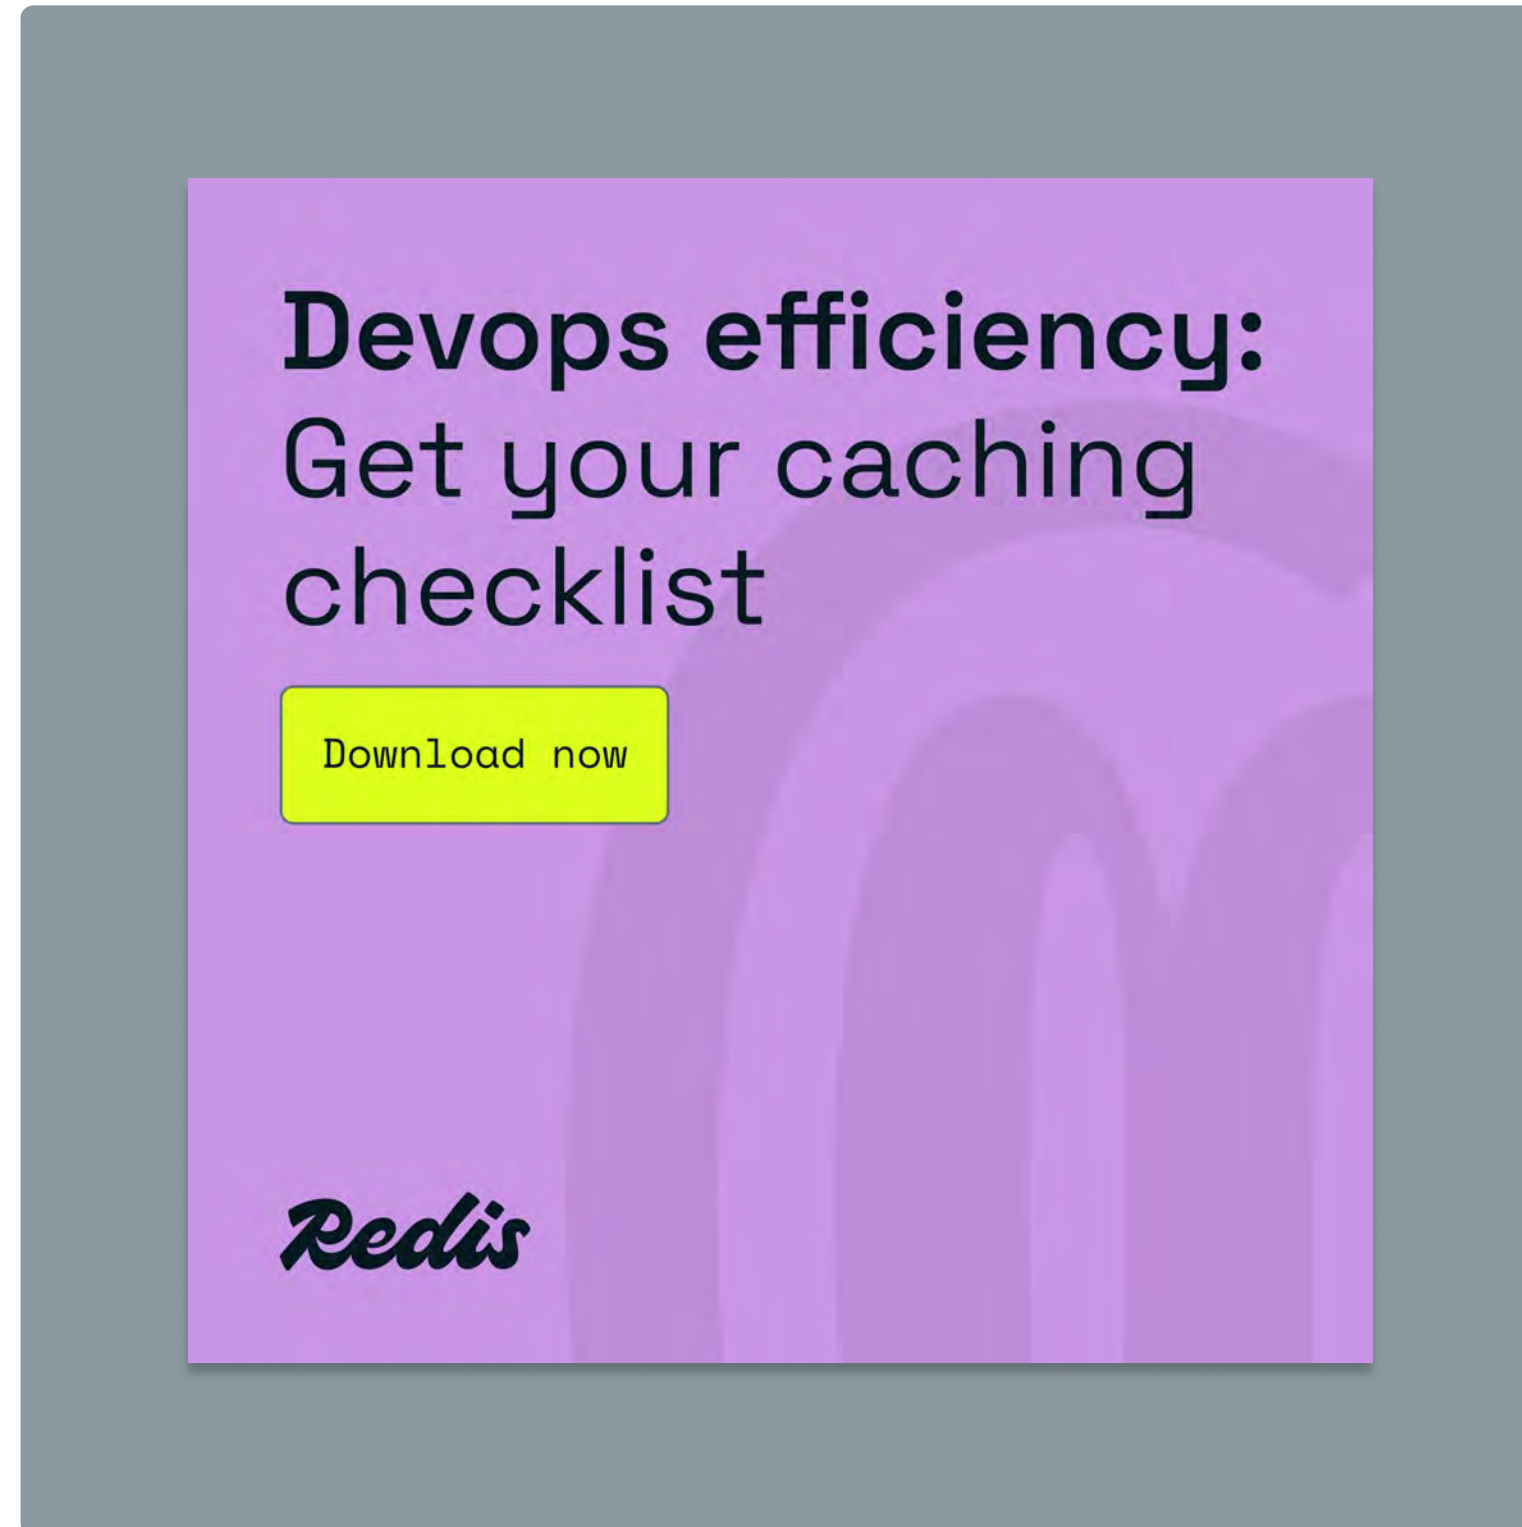 Devops efficiency:
Get your caching
checklist
Download now
Redis